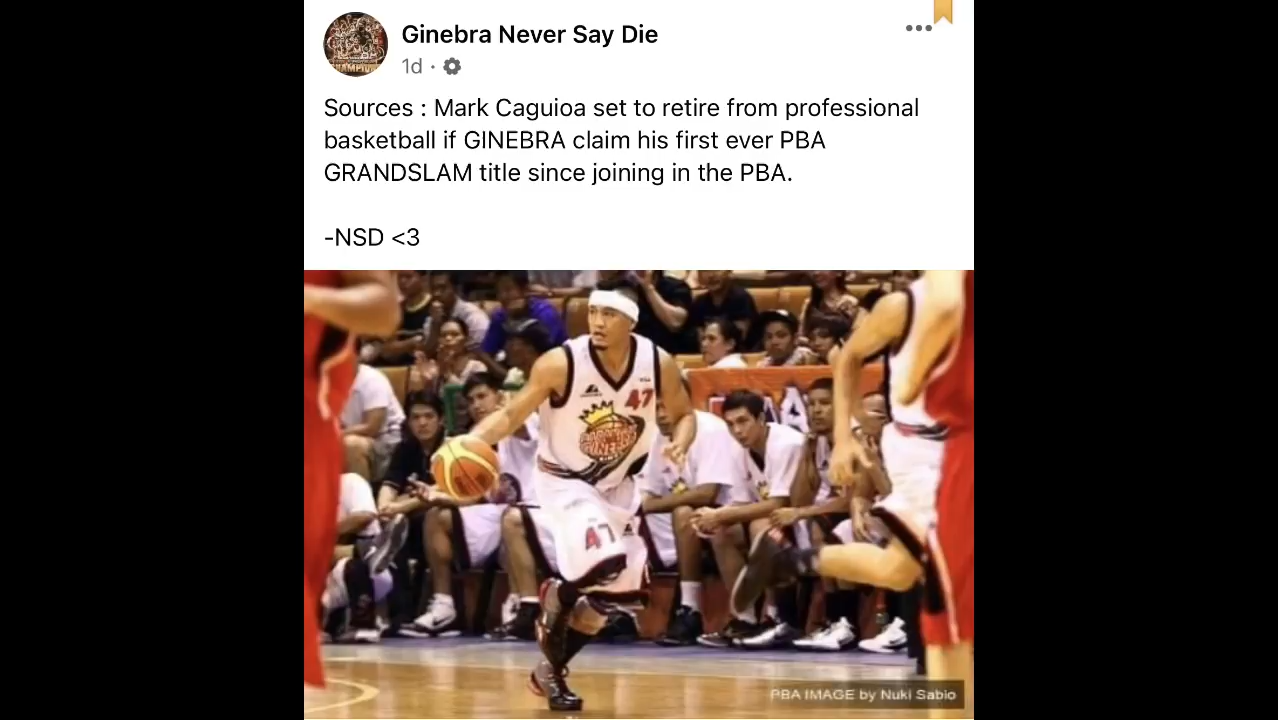 Ginebra Never Say Die
1d ·
Sources : Mark Caguioa set to retire from professional
basketball if GINEBRA claim his first ever PBA
GRANDSLAM title since joining in the PBA.
-NSD <3
47
47
PBA IMAGE by Nuki Sabio